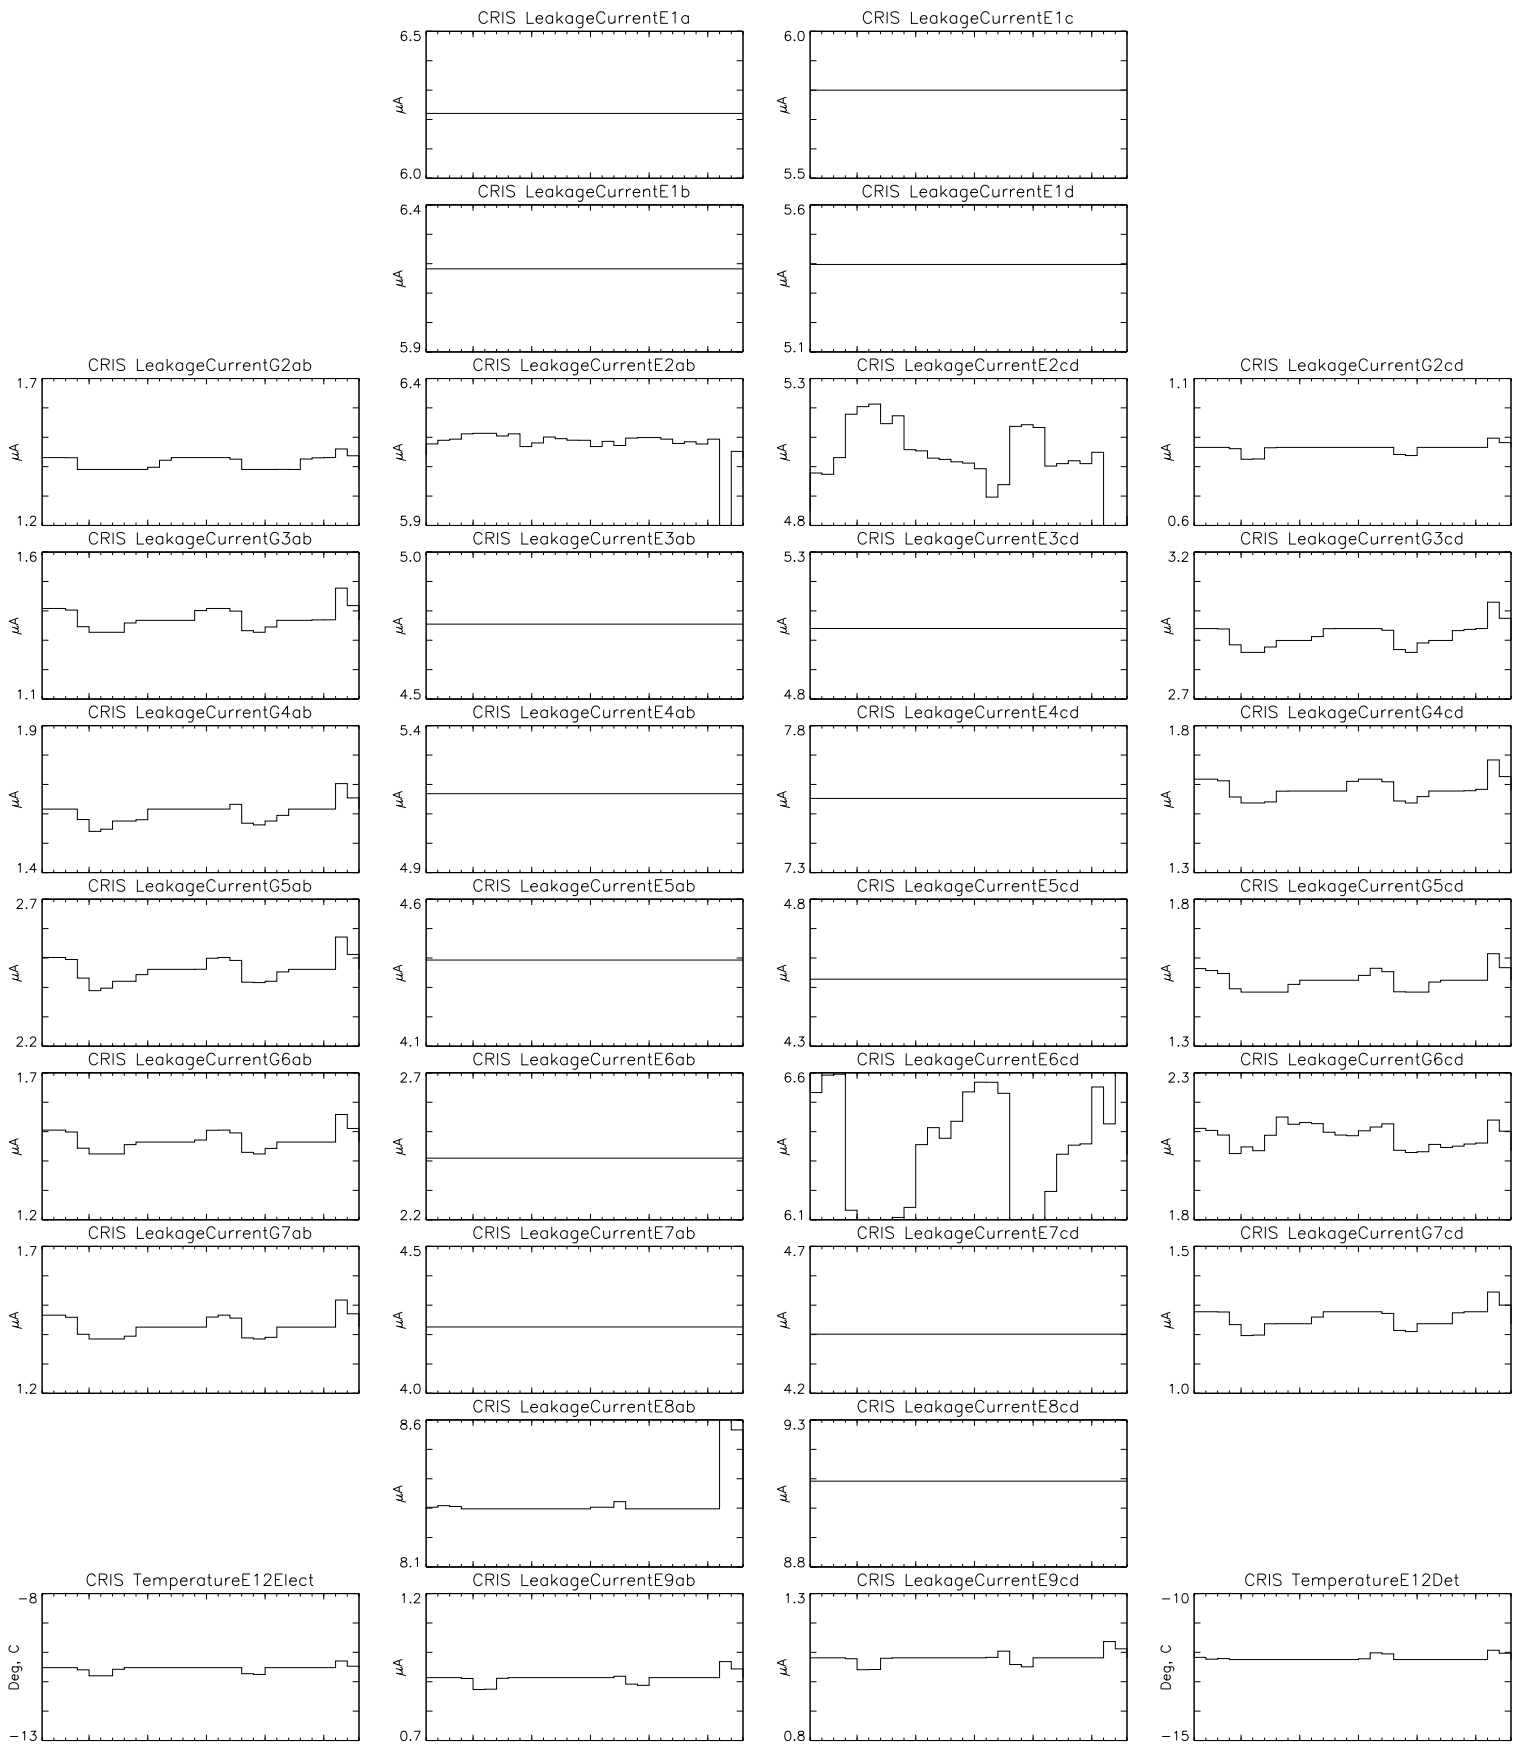 CRIS LeakageCurrentE1a
6.5
μA
6.0
CRIS LeakageCurrentE1c
6.0
μA
5.5
CRIS LeakageCurrentE1b
6.4
μA
5.9
CRIS LeakageCurrentE1d
5.6
μA
5.1
CRIS LeakageCurrentG2ab
1.7
μA
1.2
CRIS LeakageCurrentE2ab
6.4
μA
5.9
CRIS LeakageCurrentE2cd
5.3
μA
4.8
CRIS LeakageCurrentG2cd
1.1
μA
0.6
CRIS LeakageCurrentG3ab
1.6
μA
1.1
CRIS LeakageCurrentE3ab
5.0
μA
4.5
CRIS LeakageCurrentE3cd
5.3
μA
4.8
CRIS LeakageCurrentG3cd
3.2
μA
2.7
CRIS LeakageCurrentG4ab
1.9
μA
1.4
CRIS LeakageCurrentE4ab
5.4
μA
4.9
CRIS LeakageCurrentE4cd
7.8
μA
7.3
CRIS LeakageCurrentG4cd
1.8
μA
1.3
CRIS LeakageCurrentG5ab
2.7
μA
2.2
CRIS LeakageCurrentE5ab
4.6
μA
4.1
CRIS LeakageCurrentE5cd
4.8
μA
4.3
CRIS LeakageCurrentG5cd
1.8
μA
1.3
CRIS LeakageCurrentG6ab
1.7
μA
1.2
CRIS LeakageCurrentE6ab
2.7
μA
2.2
CRIS LeakageCurrentE6cd
6.6
μA
6.1
CRIS LeakageCurrentG6cd
2.3
μA
1.8
CRIS LeakageCurrentG7ab
1.7
μA
1.2
CRIS LeakageCurrentE7ab
4.5
μA
4.0
CRIS LeakageCurrentE7cd
4.7
μA
4.2
CRIS LeakageCurrentG7cd
1.5
μA
1.0
CRIS LeakageCurrentE8ab
8.6
μA
8.1
CRIS LeakageCurrentE8cd
9.3
μA
8.8
CRIS TemperatureE12Elect
-8
Deg, C
-13
CRIS LeakageCurrentE9ab
1.2
μA
0.7
CRIS LeakageCurrentE9cd
1.3
μA
0.8
CRIS TemperatureE12Det
-10
Deg, C
-15